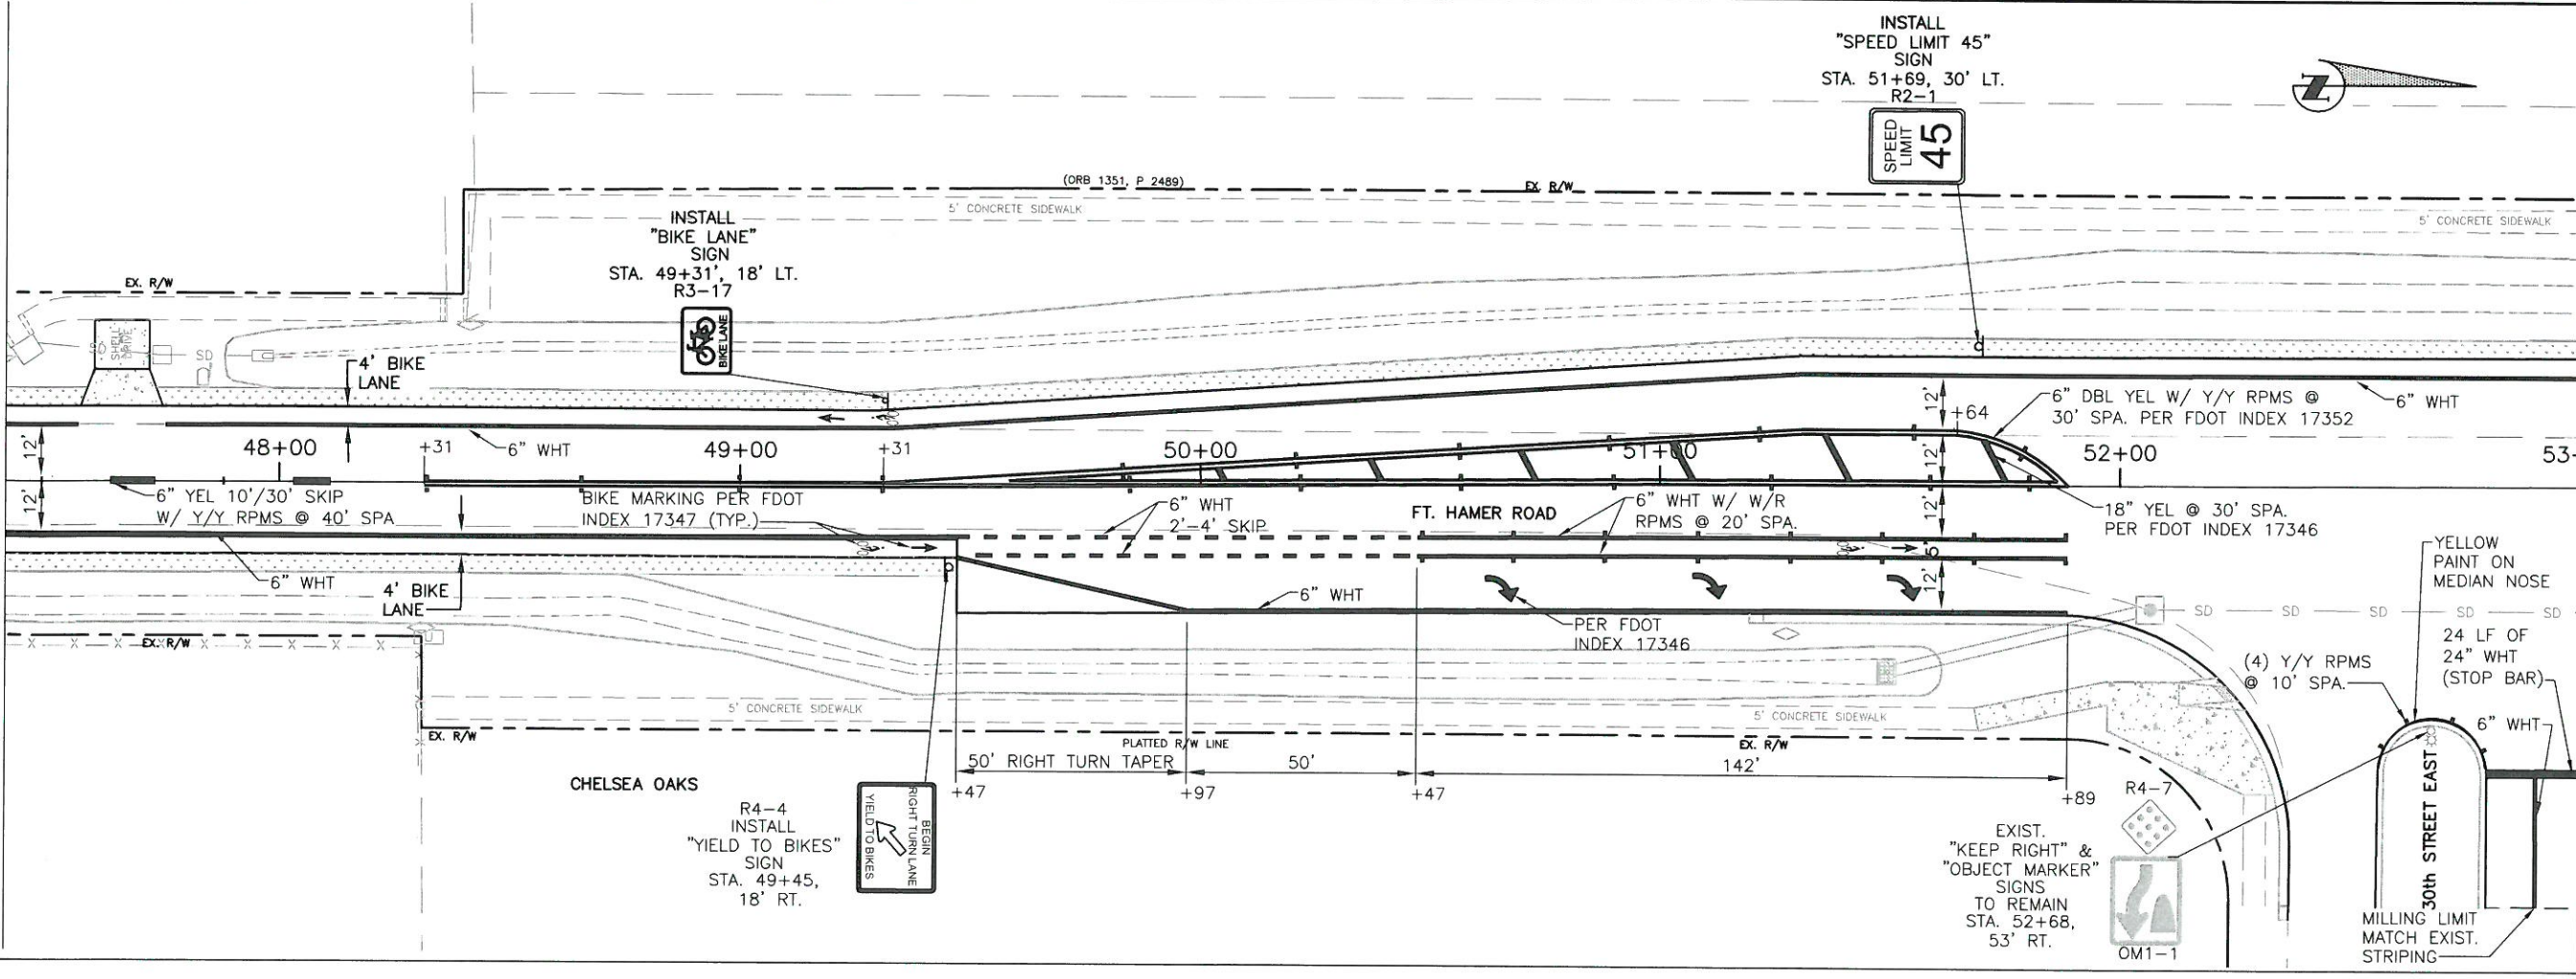 INSTALL
"SPEED LIMIT 45"
SIGN
STA. 51+69, 30' LT.
R2-1
SPEED
LIMIT
45
N
(ORB 1351, P 2489)
EX. R/W
5' CONCRETE SIDEWALK
5' CONCRETE SIDEWALK
INSTALL
"BIKE LANE"
SIGN
STA. 49+31', 18' LT.
R3-17
BIKE LANE
EX. R/W
SHELL
DRIVE
SD
4' BIKE
LANE
12'
12'
48+00
+31
6" WHT
49+00
+31
50+00
51+00
12'
+64
12'
6" DBL YEL W/ Y/Y RPMS @
30' SPA. PER FDOT INDEX 17352
6" WHT
52+00
53+
6" YEL 10'/30' SKIP
W/ Y/Y RPMS @ 40' SPA
BIKE MARKING PER FDOT
INDEX 17347 (TYP.)
6" WHT
2'-4' SKIP
FT. HAMER ROAD
6" WHT W/ W/R
RPMS @ 20' SPA.
12'
5'
12'
18" YEL @ 30' SPA.
PER FDOT INDEX 17346
6" WHT
4' BIKE
LANE
6" WHT
PER FDOT
INDEX 17346
YELLOW
PAINT ON
MEDIAN NOSE
SD SD SD SD SD
24 LF OF
24" WHT
(STOP BAR)
(4) Y/Y RPMS
@ 10' SPA.
6" WHT
X X X X X X X X
EX. R/W
5' CONCRETE SIDEWALK
5' CONCRETE SIDEWALK
EX. R/W
PLATTED R/W LINE
EX. R/W
50' RIGHT TURN TAPER
50'
142'
+47
+97
+47
+89
CHELSEA OAKS
R4-4
INSTALL
"YIELD TO BIKES"
SIGN
STA. 49+45,
18' RT.
BEGIN
RIGHT TURN LANE
YIELD TO BIKES
R4-7
EXIST.
"KEEP RIGHT" &
"OBJECT MARKER"
SIGNS
TO REMAIN
STA. 52+68,
53' RT.
OM1-1
30th STREET EAST
MILLING LIMIT
MATCH EXIST.
STRIPING